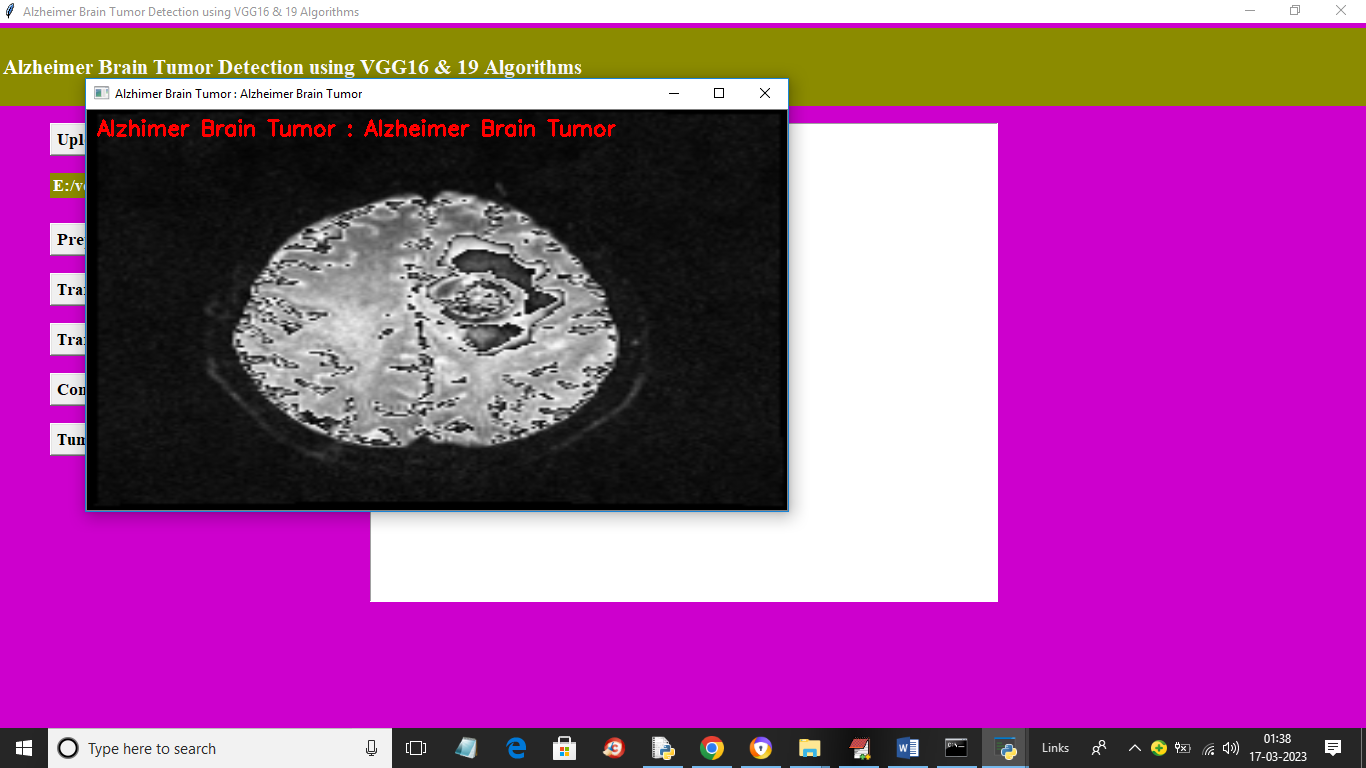 Alzheimer Brain Tumor Detection using VGG16 & 19 Algorithms
Alzheimer Brain Tumor Detection using VGG16 & 19 Algorithms
Alzhimer Brain Tumor : Alzheimer Brain Tumor
Alzhimer Brain Tumor : Alzheimer Brain Tumor
Upl
E:/v
Pre
Tra
Tra
Con
Tum
Type here to search
Links
01:38
17-03-2023